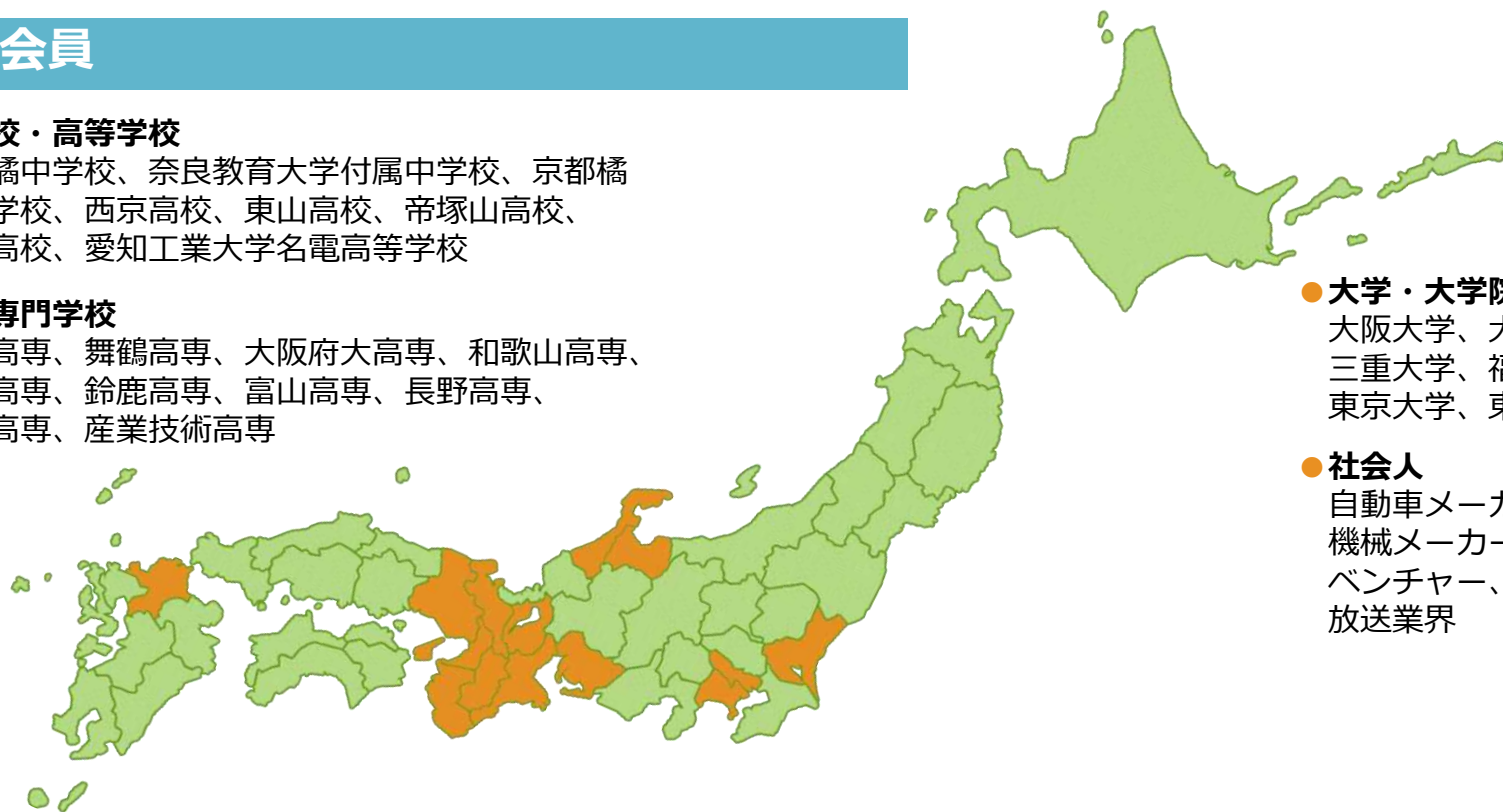 会員
校・高等学校
橘中学校、奈良教育大学付属中学校、京都橘
学校、西京高校、東山高校、帝塚山高校、
高校、愛知工業大学名電高等学校
専門学校
高専、舞鶴高専、大阪府大高専、和歌山高専、
高専、鈴鹿高専、富山高専、長野高専、
高専、産業技術高専
●大学・大学院
大阪大学、大
三重大学、福
東京大学、東
●社会人
自動車メーカ
機械メーカー
ベンチャー、
放送業界